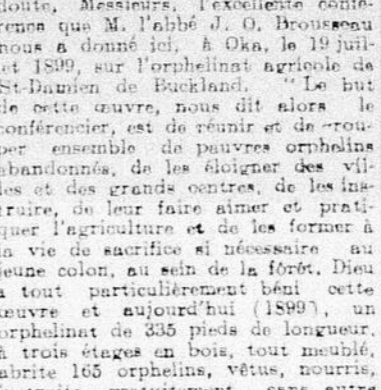 doute, Messieurs, l'excellente confé-
rence que M. l'abbé J. O. Brousseau
nous a donné ici, à Oka, le 19 juil-
et 1899, sur l'orphelinat agricole de
St-Damien de Buckland. "Le but
de cette œuvre, nous dit alors le
conférencier, est de réunir et de grou-
per ensemble de pauvres orphelins
abandonnés, de les éloigner des vil-
les et des grands centres, de les ins-
truire, de leur faire aimer et prati-
quer l'agriculture et de les former à
la vie de sacrifice si nécessaire au
jeune colon, au sein de la fôrêt. Dieu
a tout particulièrement béni cette
œuvre et aujourd'hui (1899), un
orphelinat de 335 pieds de longueur,
à trois étages en bois, tout meublé,
abrite 165 orphelins, vêtus, nourris,